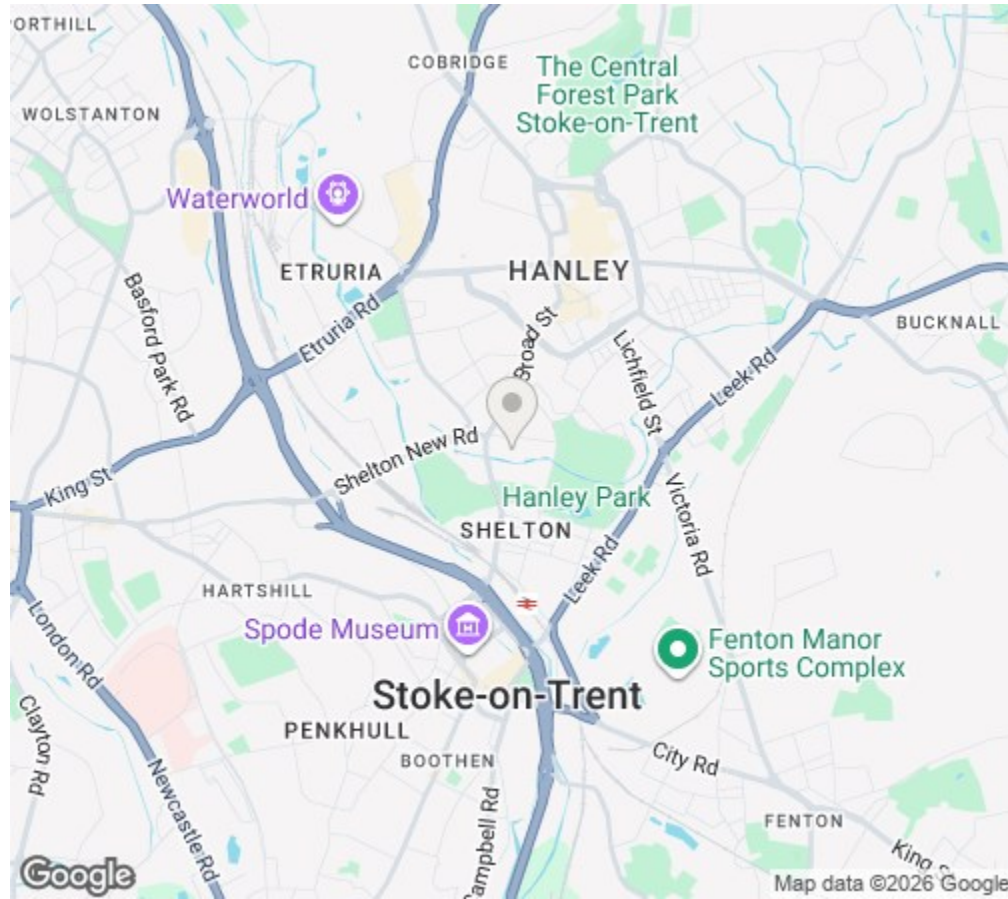 ORTHILL
COBRIDGE
The Central
Forest Park
Stoke-on-Trent
WOLSTANTON
Waterworld
ETRURIA
HANLEY
Basford Park Rd
Etruria Rd
Broad St
Lichfield St
BUCKNALL
Leek Rd
Shelton New Rd
King St
Hanley Park
Victoria Rd
SHELTON
Leek Rd
HARTSHILL
London Rd
Spode Museum
Fenton Manor
Sports Complex
Stoke-on-Trent
Clayton Rd
PENKHULL
BOOTHEN
City Rd
Newcastle Rd
Campbell Rd
FENTON
King S
Google
Map data ©2026 Google